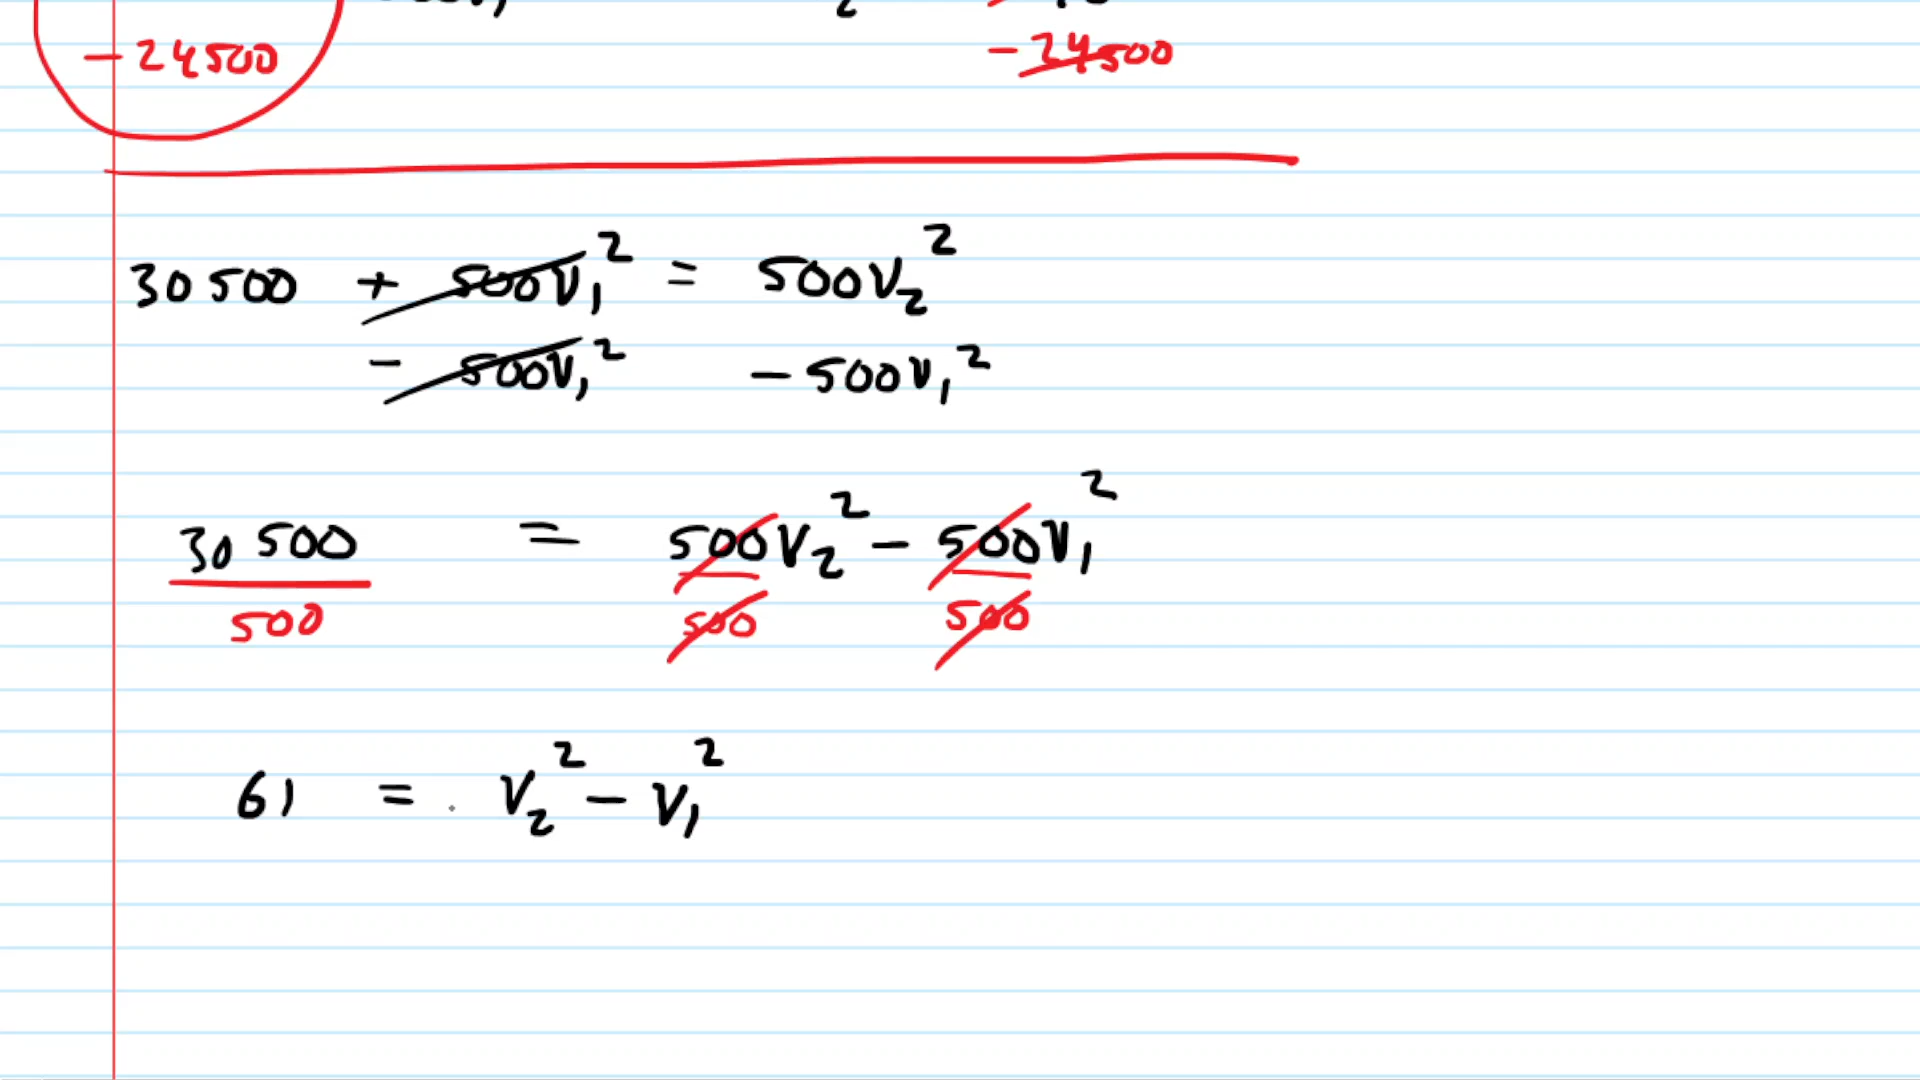 - 24500 - 24500
30500 + 500V₁² = 500V₂²
- 500V₁² - 500V₁²
30500 = 500V₂² - 500V₁²
500 500 500
61 = V₂² - V₁²